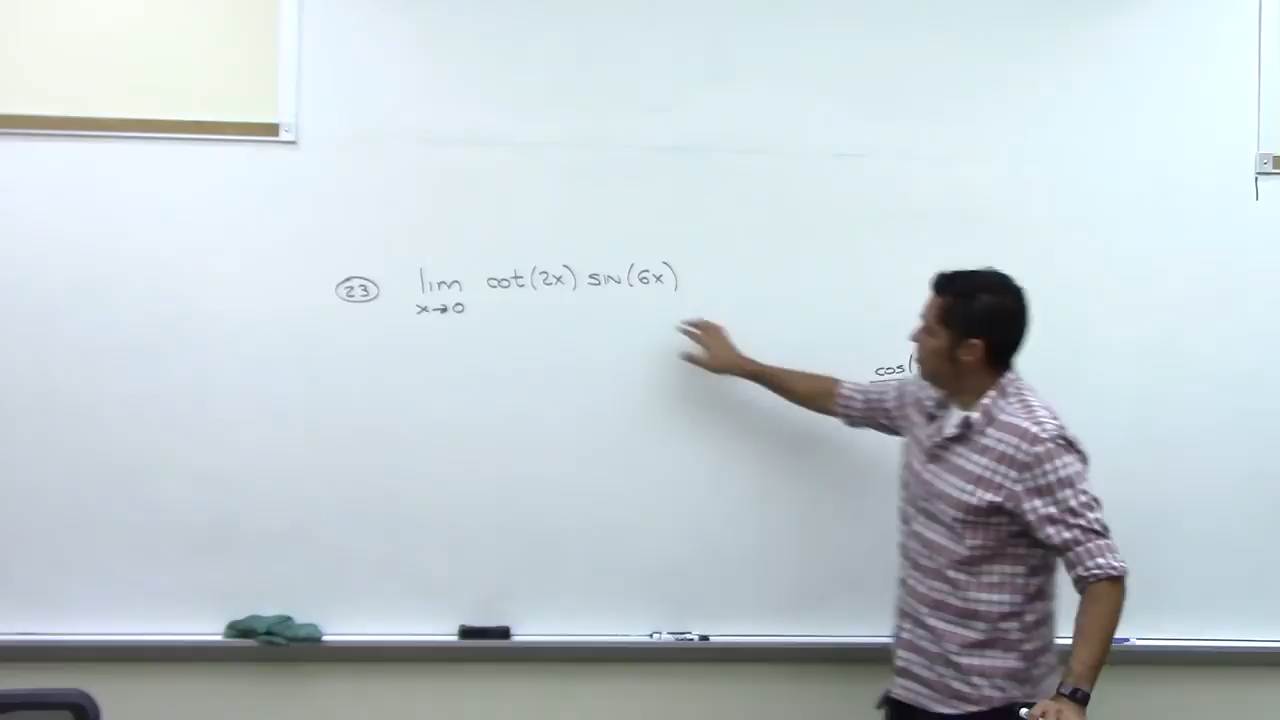 23 lim cot(2x) sin(6x)
x→0
cos(